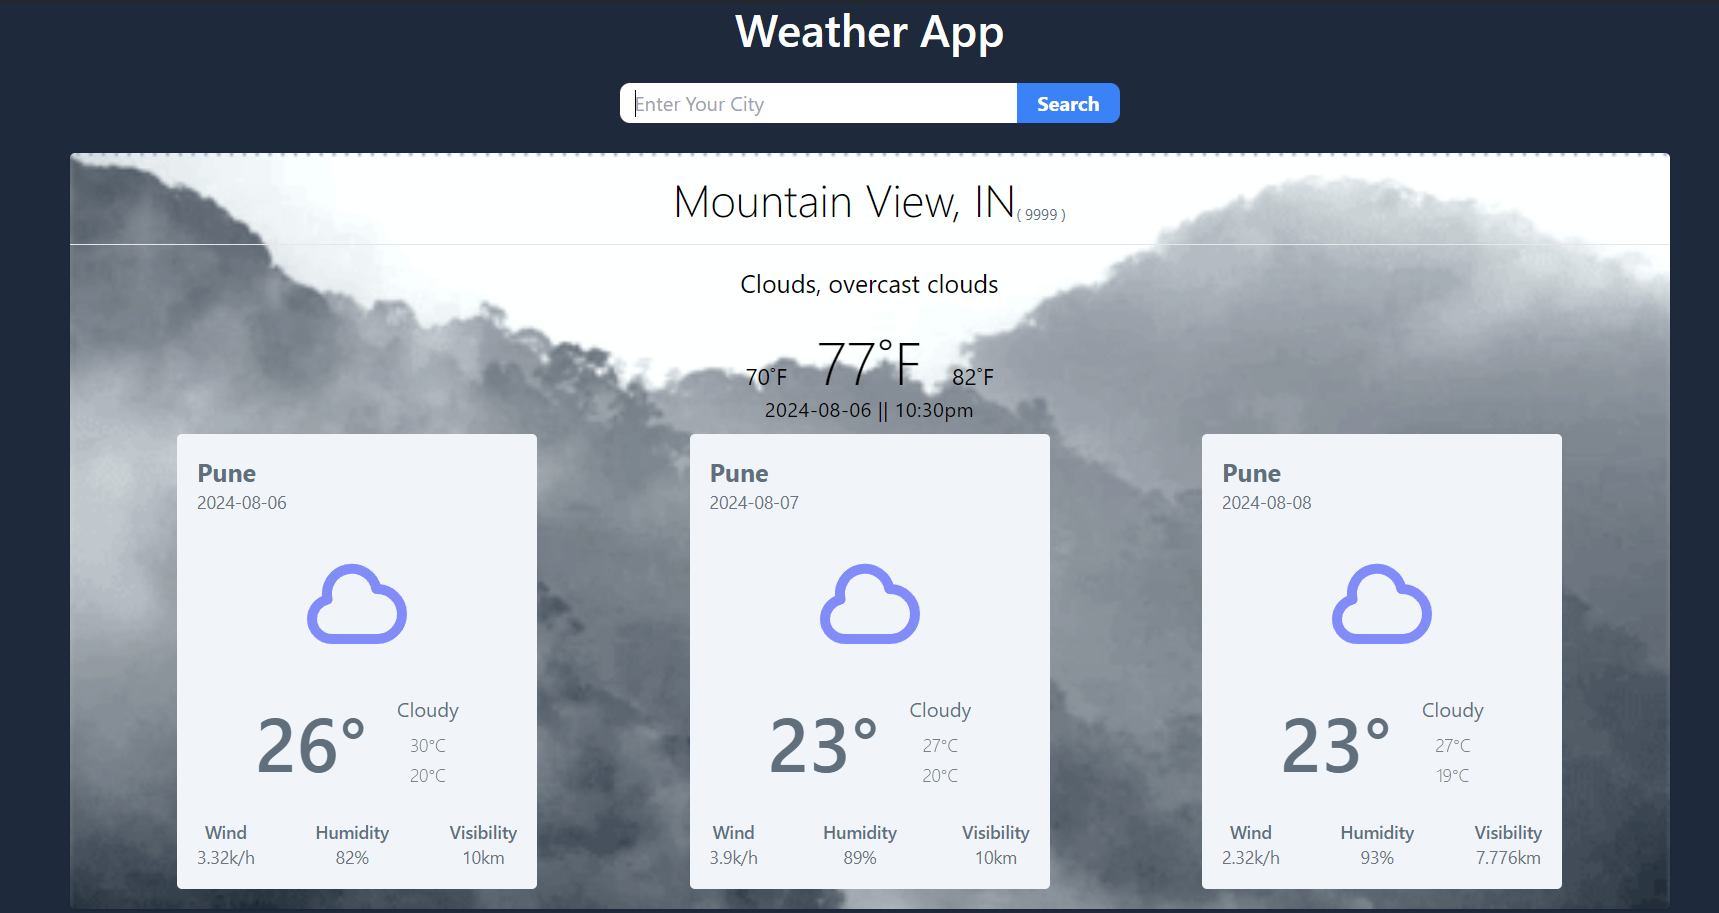 Weather App
Enter Your City
Search
Mountain View, IN( 9999 )
Clouds, overcast clouds
70°F 77°F 82°F
2024-08-06 || 10:30pm
Pune
2024-08-06
Cloudy
26°
30°C
20°C
Wind Humidity Visibility
3.32k/h 82% 10km
Pune
2024-08-07
Cloudy
23°
27°C
20°C
Wind Humidity Visibility
3.9k/h 89% 10km
Pune
2024-08-08
Cloudy
23°
27°C
19°C
Wind Humidity Visibility
2.32k/h 93% 7.776km